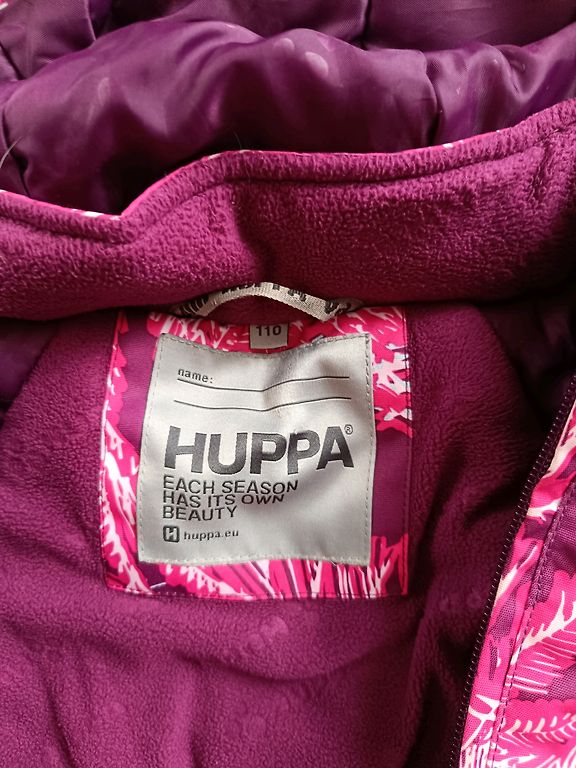 110
name:
HUPPA®
EACH SEASON
HAS ITS OWN
BEAUTY
H huppa.eu